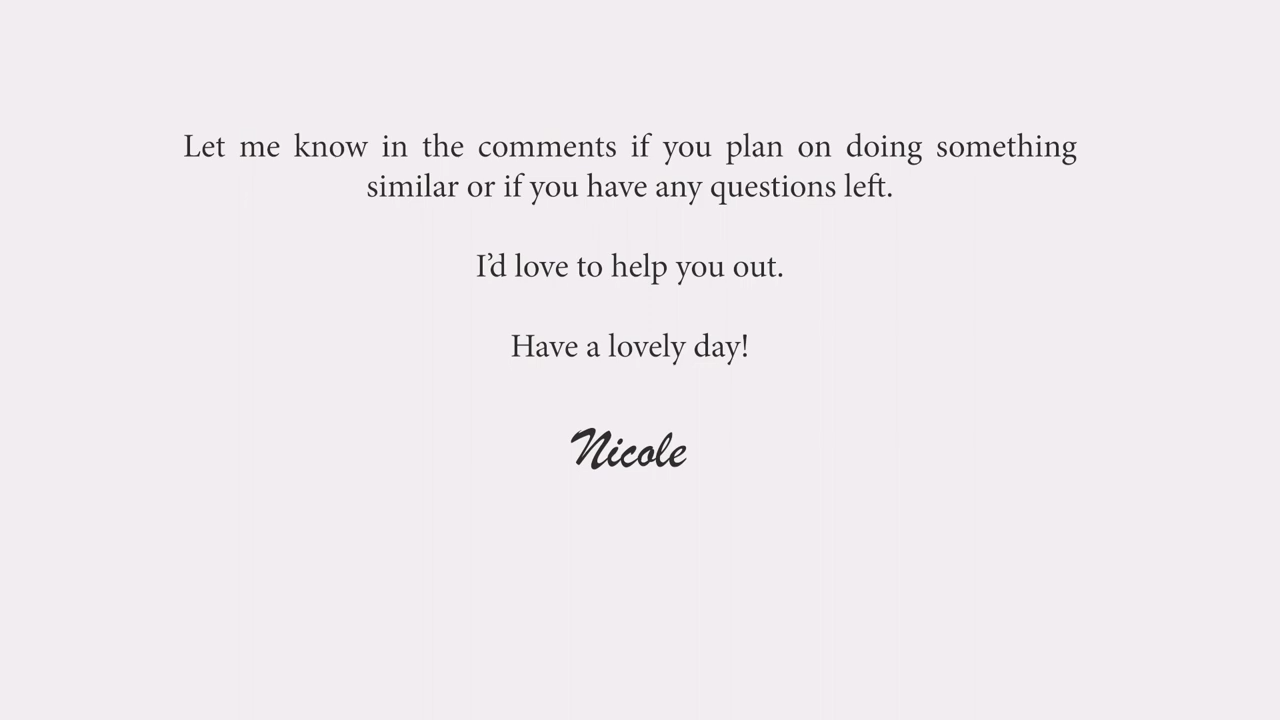 Let me know in the comments if you plan on doing something
similar or if you have any questions left.
I’d love to help you out.
Have a lovely day!
Nicole